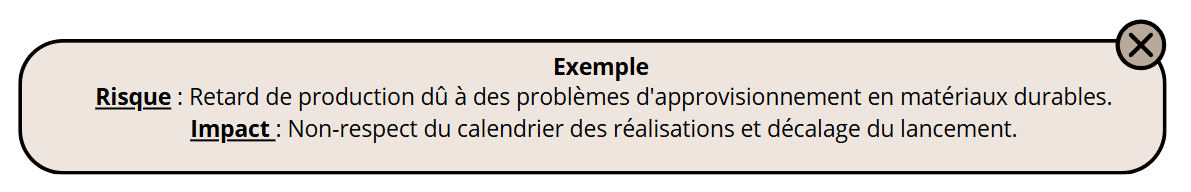 Exemple
Risque : Retard de production dû à des problèmes d'approvisionnement en matériaux durables.
Impact : Non-respect du calendrier des réalisations et décalage du lancement.